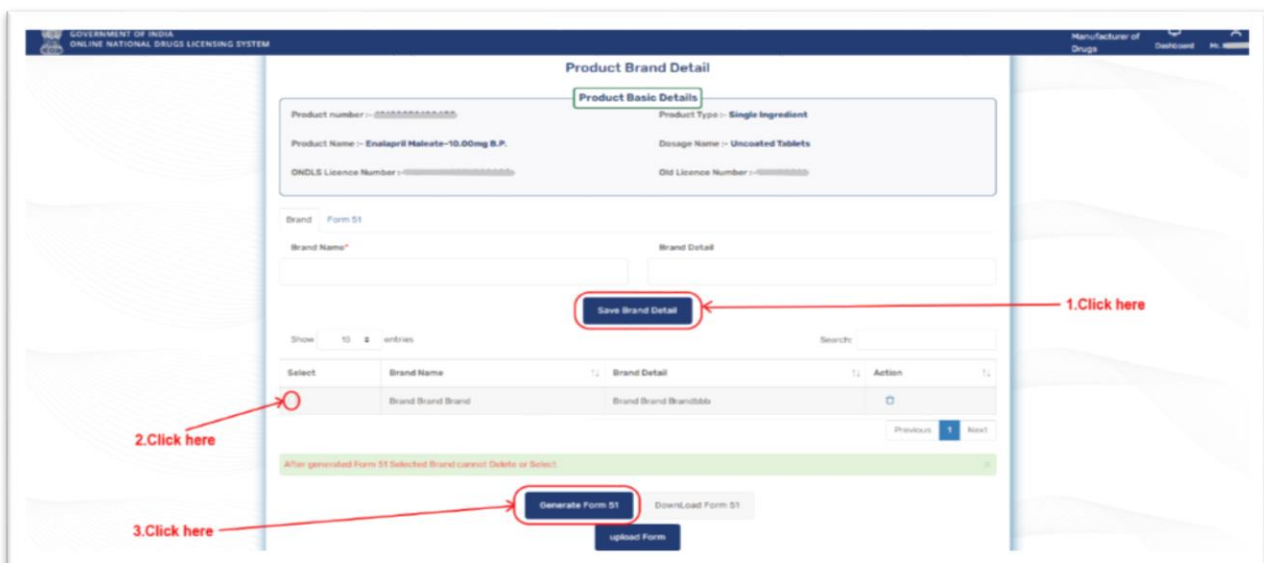 GOVERNMENT OF INDIA
ONLINE NATIONAL DRUGS LICENSING SYSTEM
Manufacturer of
Drugs
Dashboard
Mr.
Product Brand Detail
Product Basic Details
Product number :-
Product Type :- Single Ingredient
Product Name :- Enalapril Maleate-10.00mg B.P.
Dosage Name :- Uncoated Tablets
ONDLS Licence Number :-
Old Licence Number :-
Brand Form 51
Brand Name* Brand Detail
Save Brand Detail
1.Click here
Show 10 entries Search:
Select Brand Name Brand Detail Action
Brand Brand Brand Brand Brand Brandbbb
2.Click here
Previous 1 Next
After generated Form 51 Selected Brand cannot Delete or Select
Generate Form 51 DownLoad Form 51
3.Click here
upload Form